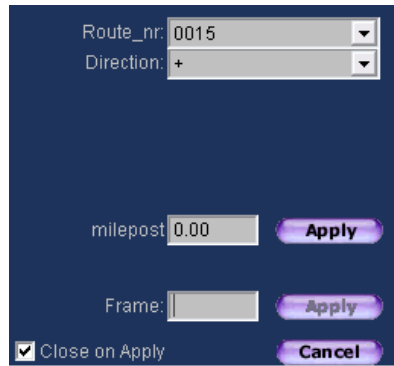 Route_nr: 0015
Direction: +
milepost 0.00 Apply
Frame: Apply
Close on Apply Cancel